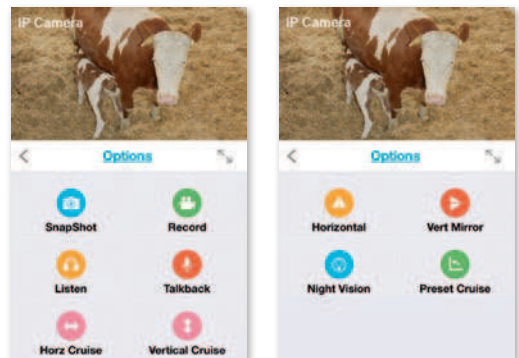 IP Camera
Options
SnapShot
Record
Listen
Talkback
Horz Cruise
Vertical Cruise
IP Camera
Options
Horizontal
Vert Mirror
Night Vision
Preset Cruise